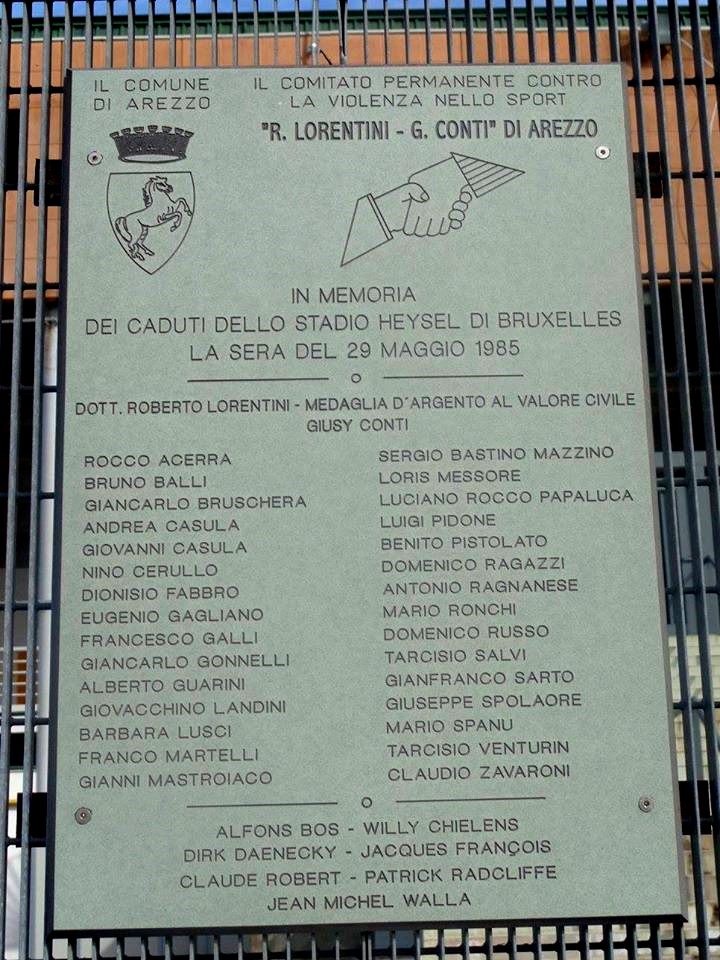 IL COMUNE
DI AREZZO
IL COMITATO PERMANENTE CONTRO
LA VIOLENZA NELLO SPORT
"R. LORENTINI - G. CONTI" DI AREZZO
IN MEMORIA
DEI CADUTI DELLO STADIO HEYSEL DI BRUXELLES
LA SERA DEL 29 MAGGIO 1985
DOTT. ROBERTO LORENTINI - MEDAGLIA D'ARGENTO AL VALORE CIVILE
GIUSY CONTI
ROCCO ACERRA
BRUNO BALLI
GIANCARLO BRUSCHERA
ANDREA CASULA
GIOVANNI CASULA
NINO CERULLO
DIONISIO FABBRO
EUGENIO GAGLIANO
FRANCESCO GALLI
GIANCARLO GONNELLI
ALBERTO GUARINI
GIOVACCHINO LANDINI
BARBARA LUSCI
FRANCO MARTELLI
GIANNI MASTROIACO
SERGIO BASTINO MAZZINO
LORIS MESSORE
LUCIANO ROCCO PAPALUCA
LUIGI PIDONE
BENITO PISTOLATO
DOMENICO RAGAZZI
ANTONIO RAGNANESE
MARIO RONCHI
DOMENICO RUSSO
TARCISIO SALVI
GIANFRANCO SARTO
GIUSEPPE SPOLAORE
MARIO SPANU
TARCISIO VENTURIN
CLAUDIO ZAVARONI
ALFONS BOS - WILLY CHIELENS
DIRK DAENECKY - JACQUES FRANÇOIS
CLAUDE ROBERT - PATRICK RADCLIFFE
JEAN MICHEL WALLA